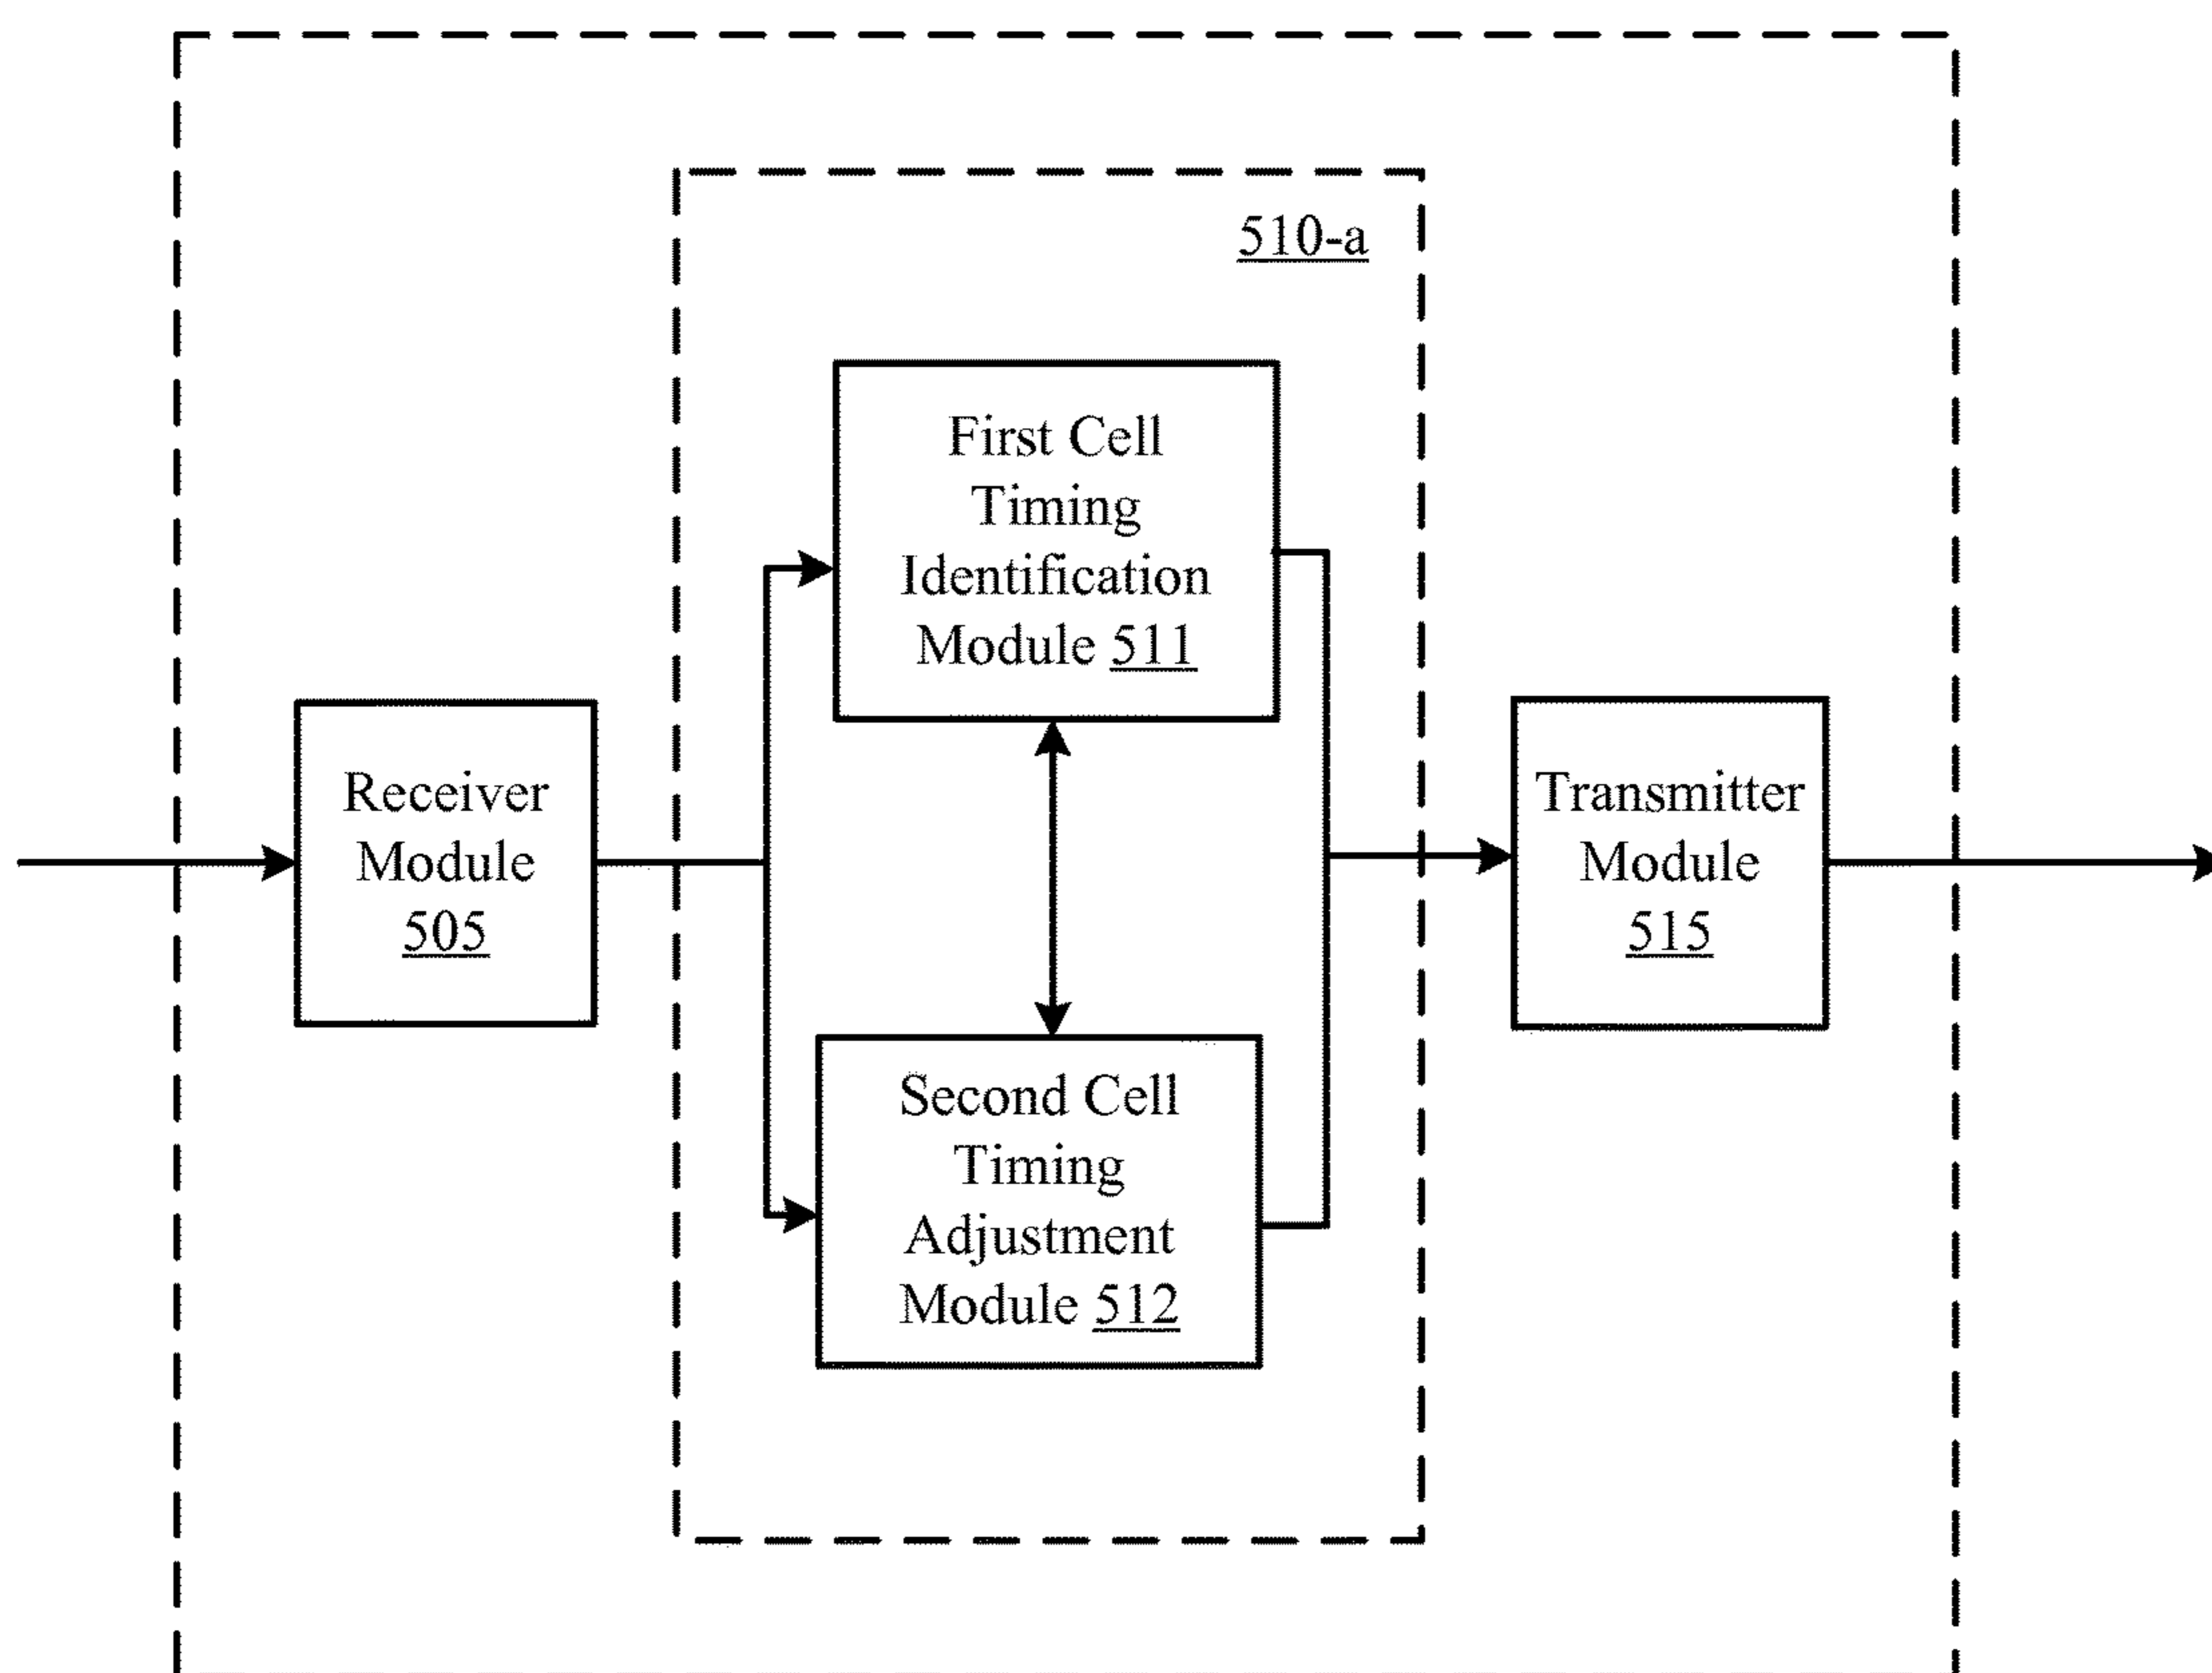 510-a
First Cell
Timing
Identification
Module 511
Receiver
Module
505
Transmitter
Module
515
Second Cell
Timing
Adjustment
Module 512